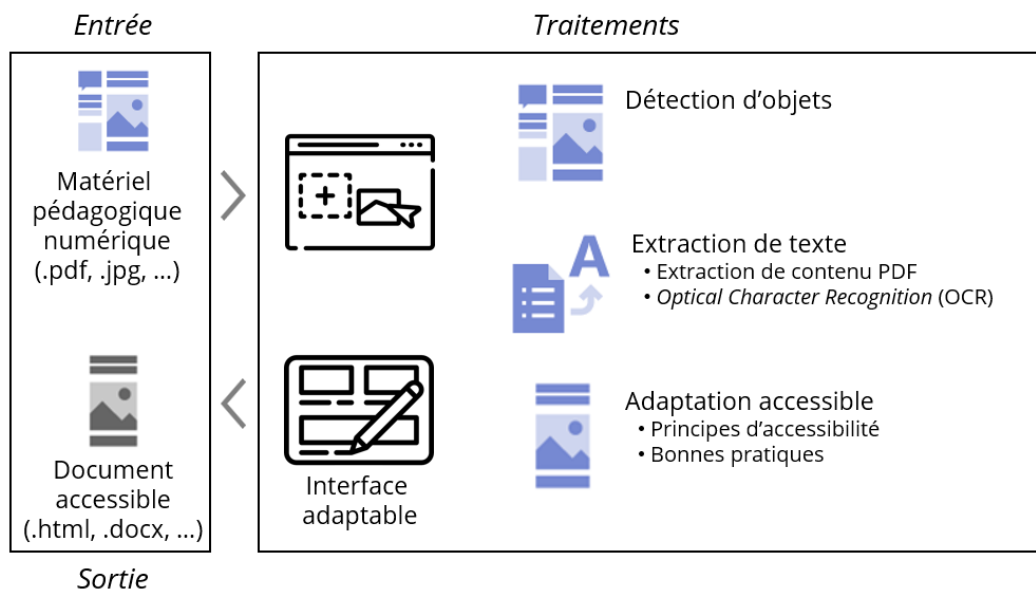 Entrée
Matériel
pédagogique
numérique
(.pdf, .jpg, ...)
Document
accessible
(.html, .docx, ...)
Sortie
Traitements
Interface
adaptable
Détection d'objets
A
Extraction de texte
• Extraction de contenu PDF
• Optical Character Recognition (OCR)
Adaptation accessible
• Principes d'accessibilité
• Bonnes pratiques